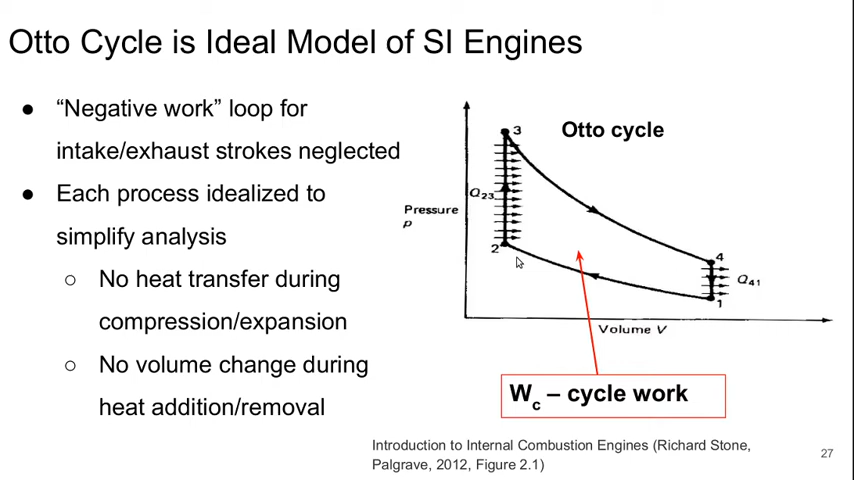 Otto Cycle is Ideal Model of SI Engines
● “Negative work” loop for
intake/exhaust strokes neglected
● Each process idealized to
simplify analysis
○ No heat transfer during
compression/expansion
○ No volume change during
heat addition/removal
Otto cycle
3
Q23
Pressure
p
2
4
Q41
1
Volume V
Wc – cycle work
Introduction to Internal Combustion Engines (Richard Stone,
Palgrave, 2012, Figure 2.1)
27